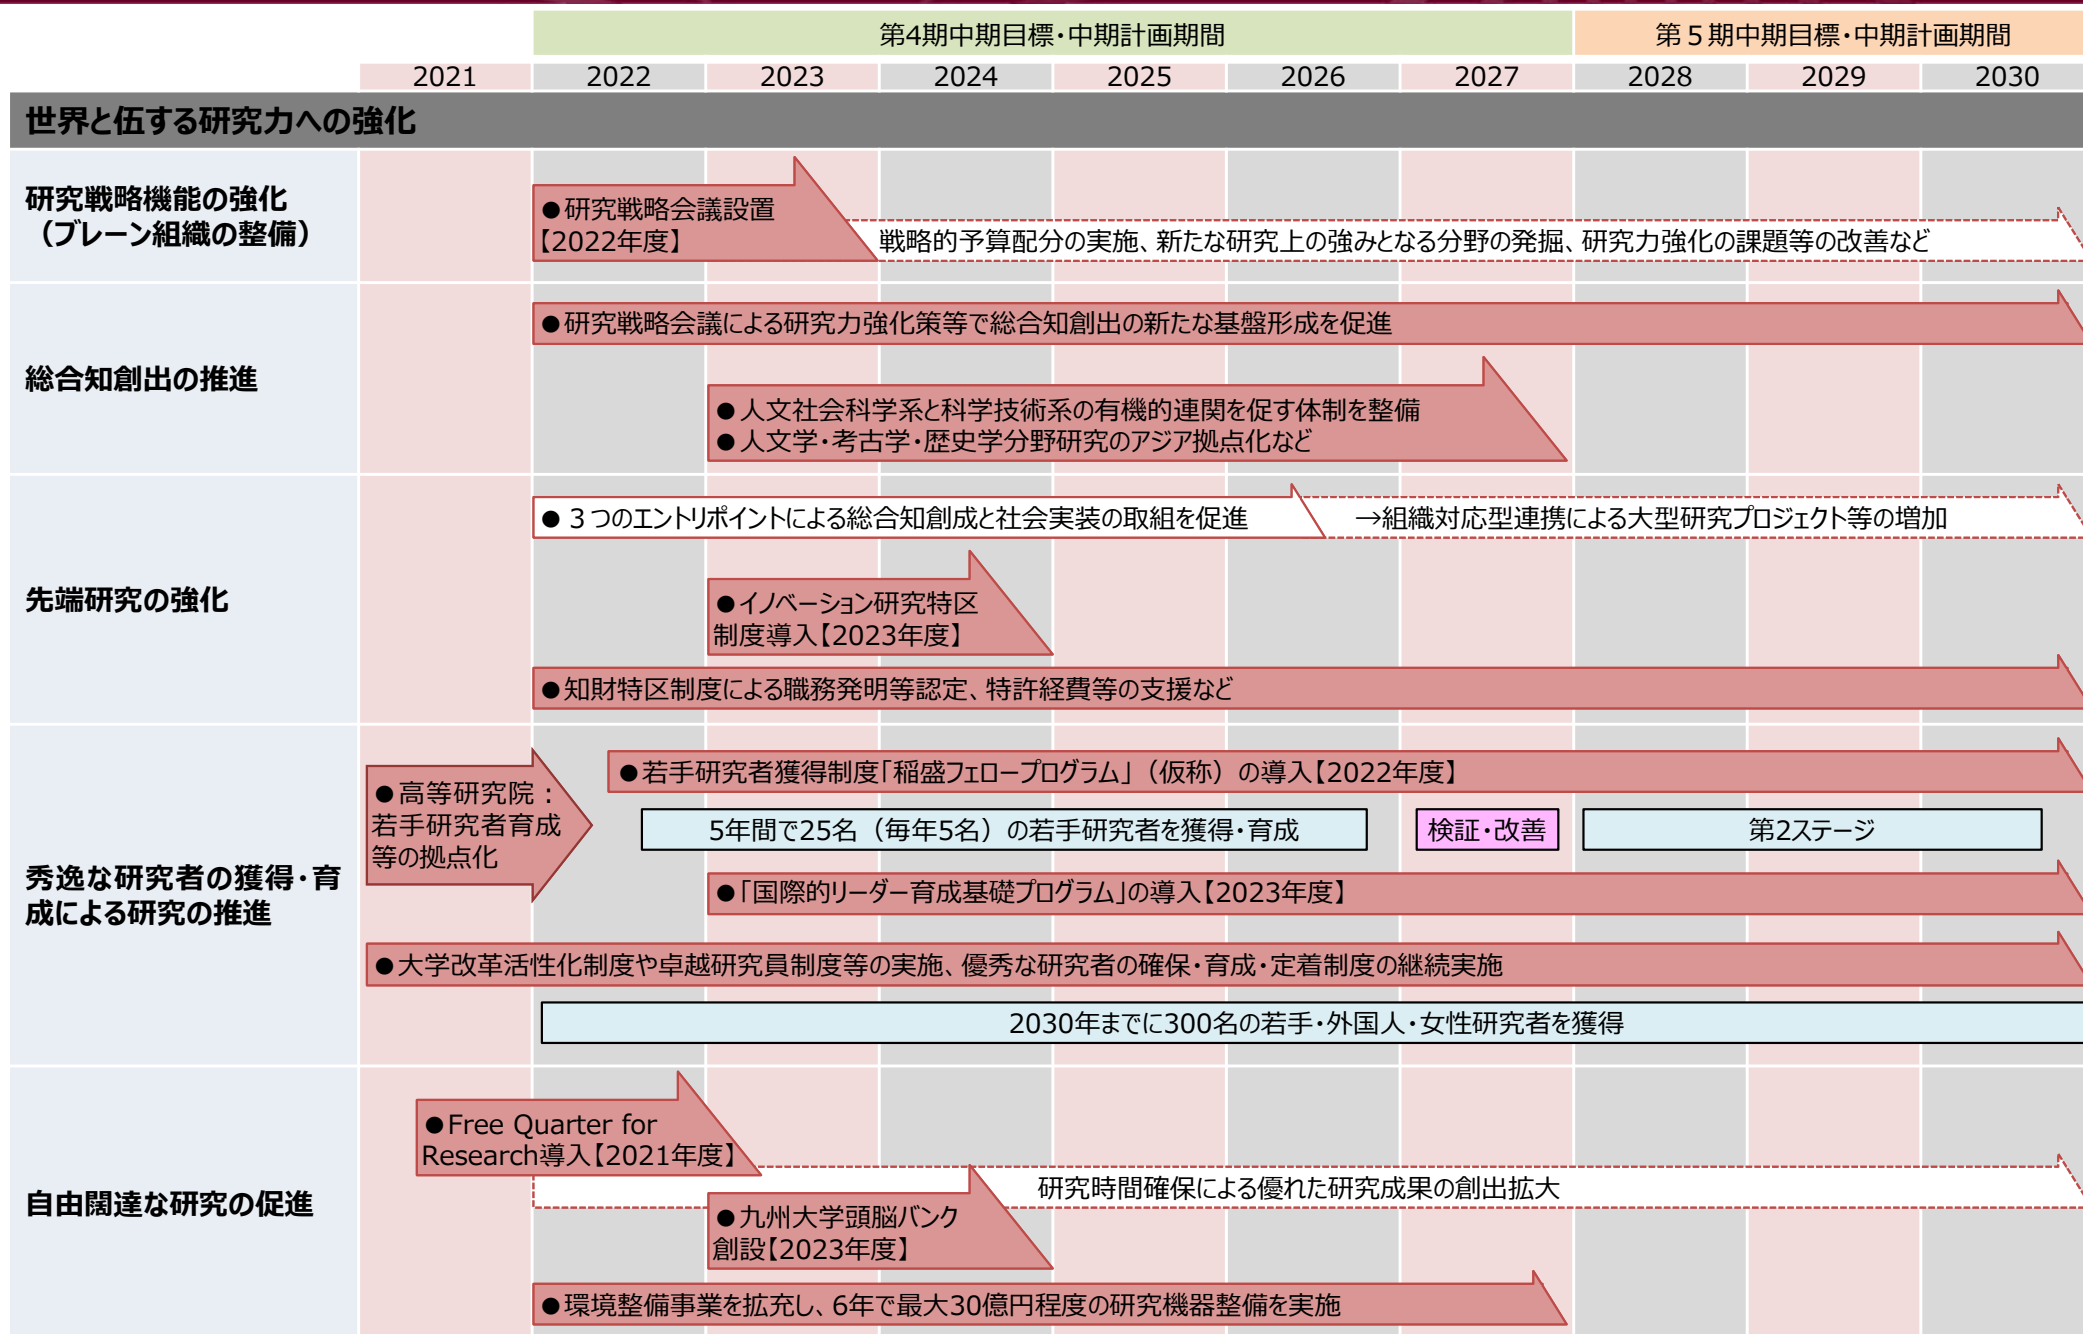 第4期中期目標・中期計画期間
第５期中期目標・中期計画期間
2021 2022 2023 2024 2025 2026 2027 2028 2029 2030
世界と伍する研究力への強化
研究戦略機能の強化
（ブレーン組織の整備）
●研究戦略会議設置
【2022年度】
戦略的予算配分の実施、新たな研究上の強みとなる分野の発掘、研究力強化の課題等の改善など
総合知創出の推進
●研究戦略会議による研究力強化策等で総合知創出の新たな基盤形成を促進
●人文社会科学系と科学技術系の有機的連関を促す体制を整備
●人文学・考古学・歴史学分野研究のアジア拠点化など
先端研究の強化
●３つのエントリポイントによる総合知創成と社会実装の取組を促進
→組織対応型連携による大型研究プロジェクト等の増加
●イノベーション研究特区
制度導入【2023年度】
●知財特区制度による職務発明等認定、特許経費等の支援など
秀逸な研究者の獲得・育
成による研究の推進
●高等研究院：
若手研究者育成
等の拠点化
●若手研究者獲得制度「稲盛フェロープログラム」（仮称）の導入【2022年度】
5年間で25名（毎年5名）の若手研究者を獲得・育成
検証・改善
第2ステージ
●「国際的リーダー育成基礎プログラム」の導入【2023年度】
●大学改革活性化制度や卓越研究員制度等の実施、優秀な研究者の確保・育成・定着制度の継続実施
2030年までに300名の若手・外国人・女性研究者を獲得
自由闊達な研究の促進
●Free Quarter for
Research導入【2021年度】
研究時間確保による優れた研究成果の創出拡大
●九州大学頭脳バンク
創設【2023年度】
●環境整備事業を拡充し、6年で最大30億円程度の研究機器整備を実施